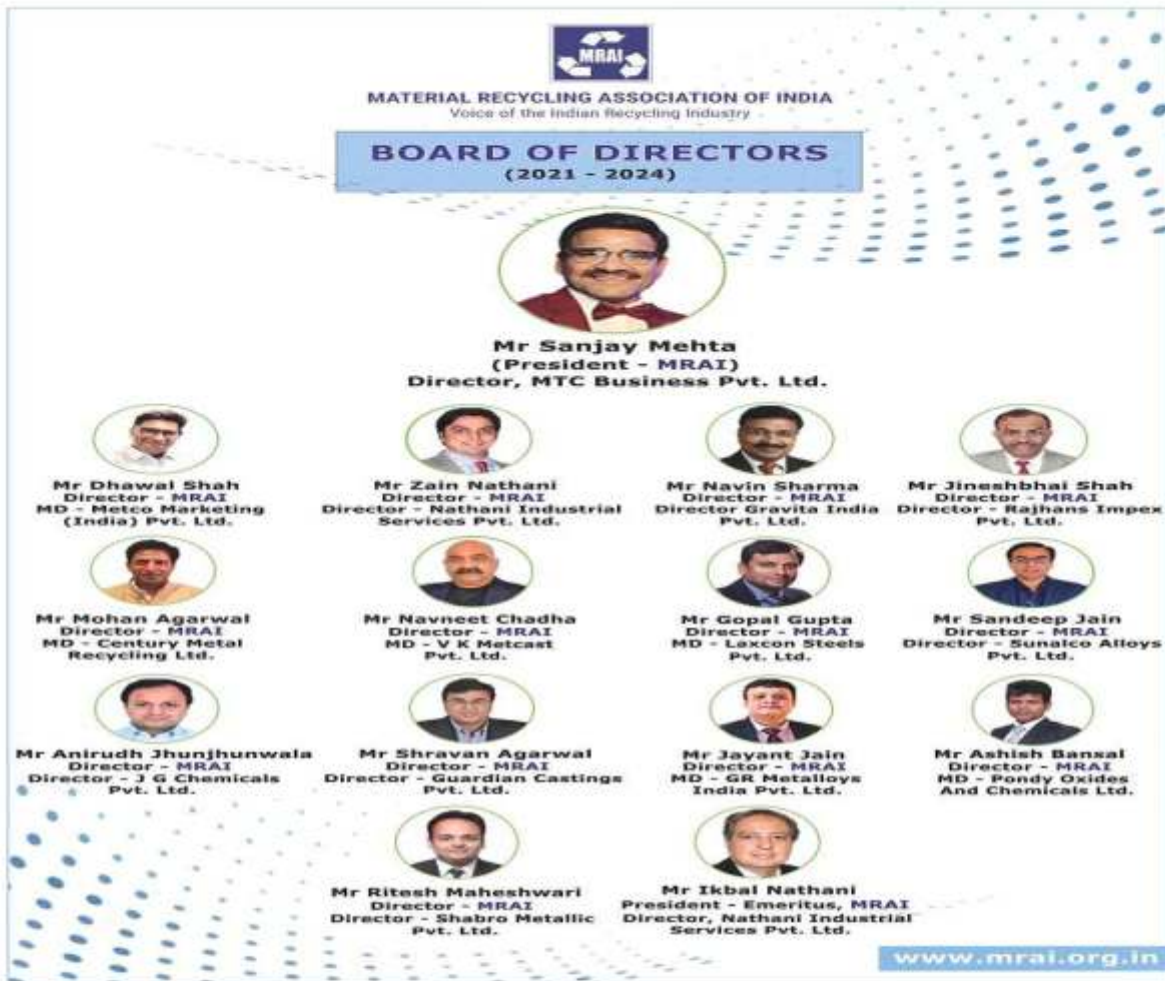 MRAI
MATERIAL RECYCLING ASSOCIATION OF INDIA
Voice of the Indian Recycling Industry
BOARD OF DIRECTORS
(2021 - 2024)
Mr Sanjay Mehta
(President - MRAI)
Director, MTC Business Pvt. Ltd.
Mr Dhawal Shah
Director - MRAI
MD - Metco Marketing
(India) Pvt. Ltd.
Mr Zain Nathani
Director - MRAI
Director - Nathani Industrial
Services Pvt. Ltd.
Mr Navin Sharma
Director - MRAI
Director Gravita India
Pvt. Ltd.
Mr Jineshbhai Shah
Director - MRAI
Director - Rajhans Impex
Pvt. Ltd.
Mr Mohan Agarwal
Director - MRAI
MD - Century Metal
Recycling Ltd.
Mr Navneet Chadha
Director - MRAI
MD - V K Metcast
Pvt. Ltd.
Mr Gopal Gupta
Director - MRAI
MD - Laxcon Steels
Pvt. Ltd.
Mr Sandeep Jain
Director - MRAI
Director - Sunalco Alloys
Pvt. Ltd.
Mr Anirudh Jhunjhunwala
Director - MRAI
Director - J G Chemicals
Pvt. Ltd.
Mr Shravan Agarwal
Director - MRAI
Director - Guardian Castings
Pvt. Ltd.
Mr Jayant Jain
Director - MRAI
MD - GR Metalloys
India Pvt. Ltd.
Mr Ashish Bansal
Director - MRAI
MD - Pondy Oxides
And Chemicals Ltd.
Mr Ritesh Maheshwari
Director - MRAI
Director - Shabro Metallic
Pvt. Ltd.
Mr Ikbal Nathani
President - Emeritus, MRAI
Director, Nathani Industrial
Services Pvt. Ltd.
www.mrai.org.in